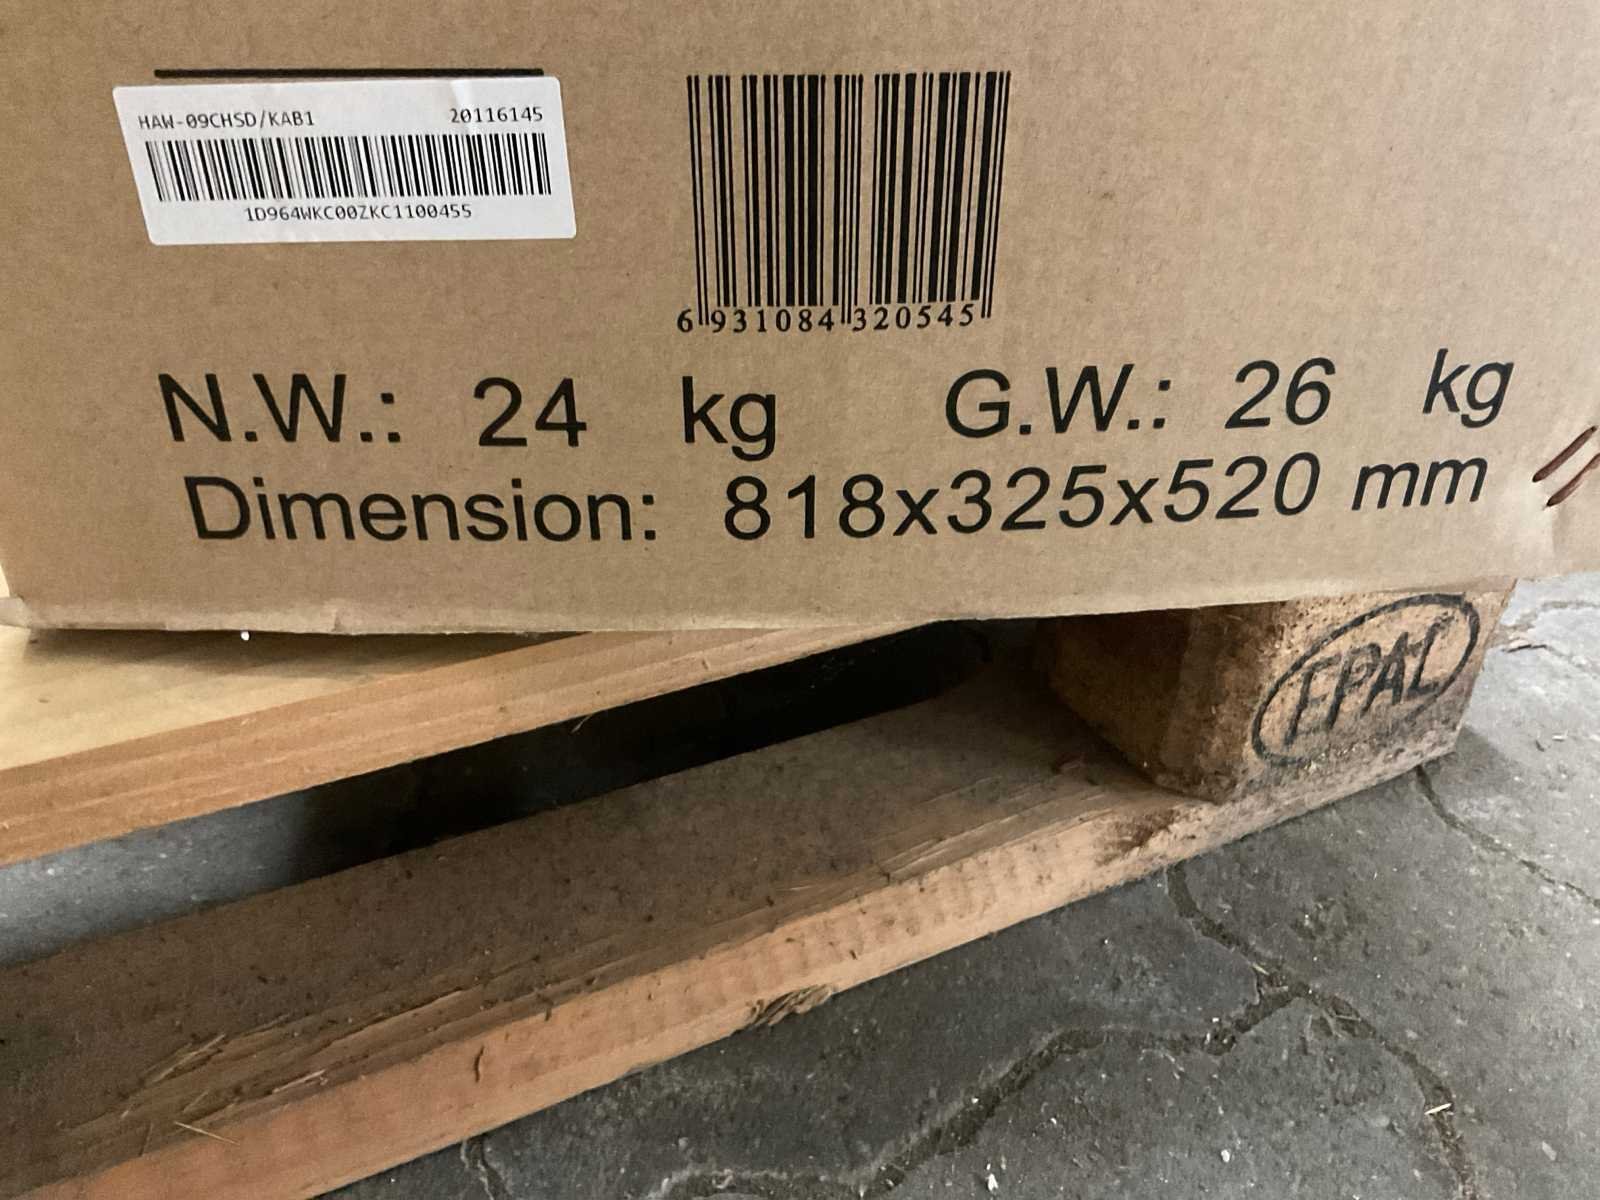 HAW-09CHSD/KAB1 20116145
1D964WKC00ZKC1100455
6 931084 320545
N.W.: 24 kg G.W.: 26 kg
Dimension: 818x325x520 mm
EPAL